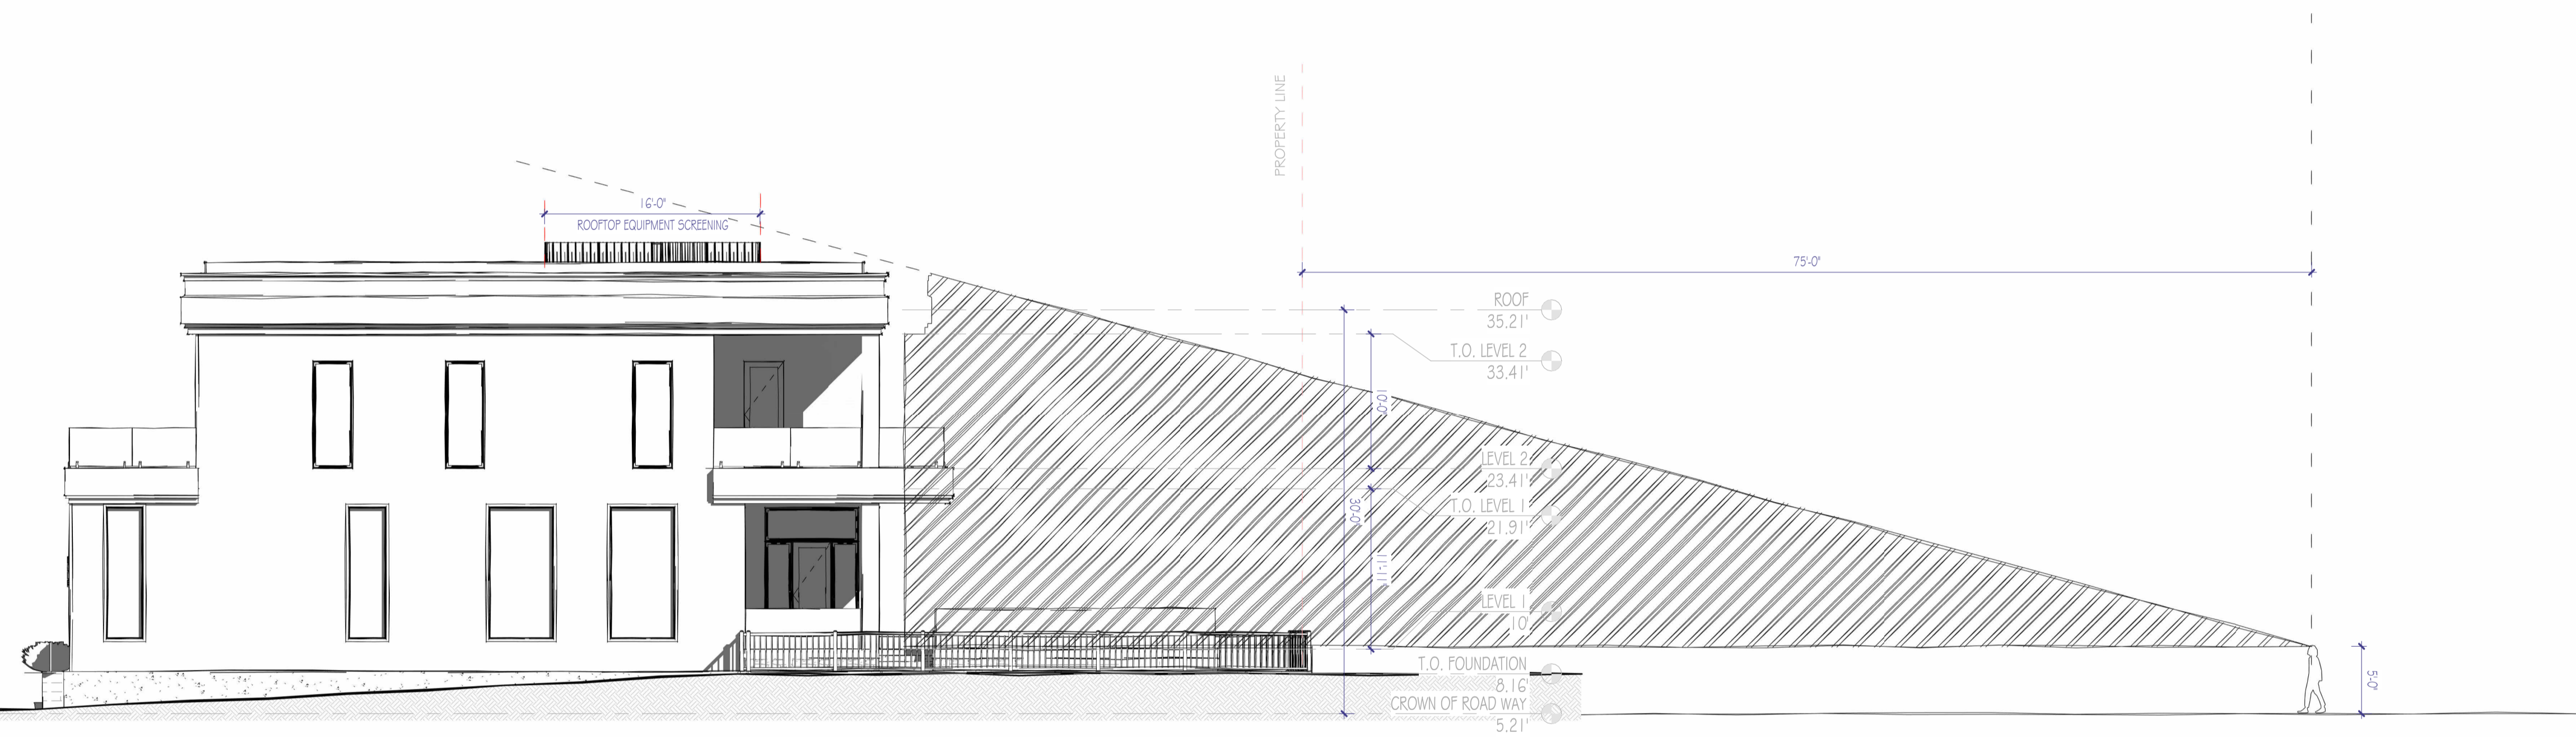 PROPERTY LINE
16'-0"
ROOFTOP EQUIPMENT SCREENING
75'-0"
ROOF
35.21'
T.O. LEVEL 2
33.41'
10'-0"
LEVEL 2
23.41'
30'-0"
T.O. LEVEL 1
21.91'
11'-11"
LEVEL 1
10'
T.O. FOUNDATION
8.16'
CROWN OF ROAD WAY
5.21'
5'-0"